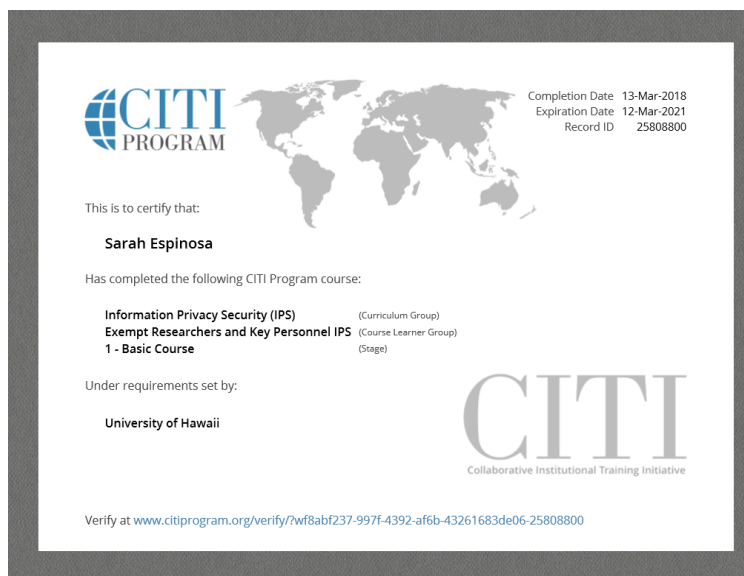 CITI
PROGRAM
Completion Date 13-Mar-2018
Expiration Date 12-Mar-2021
Record ID 25808800
This is to certify that:
Sarah Espinosa
Has completed the following CITI Program course:
Information Privacy Security (IPS) (Curriculum Group)
Exempt Researchers and Key Personnel IPS (Course Learner Group)
1 - Basic Course (Stage)
Under requirements set by:
University of Hawaii
CITI
Collaborative Institutional Training Initiative
Verify at www.citiprogram.org/verify/?wf8abf237-997f-4392-af6b-43261683de06-25808800